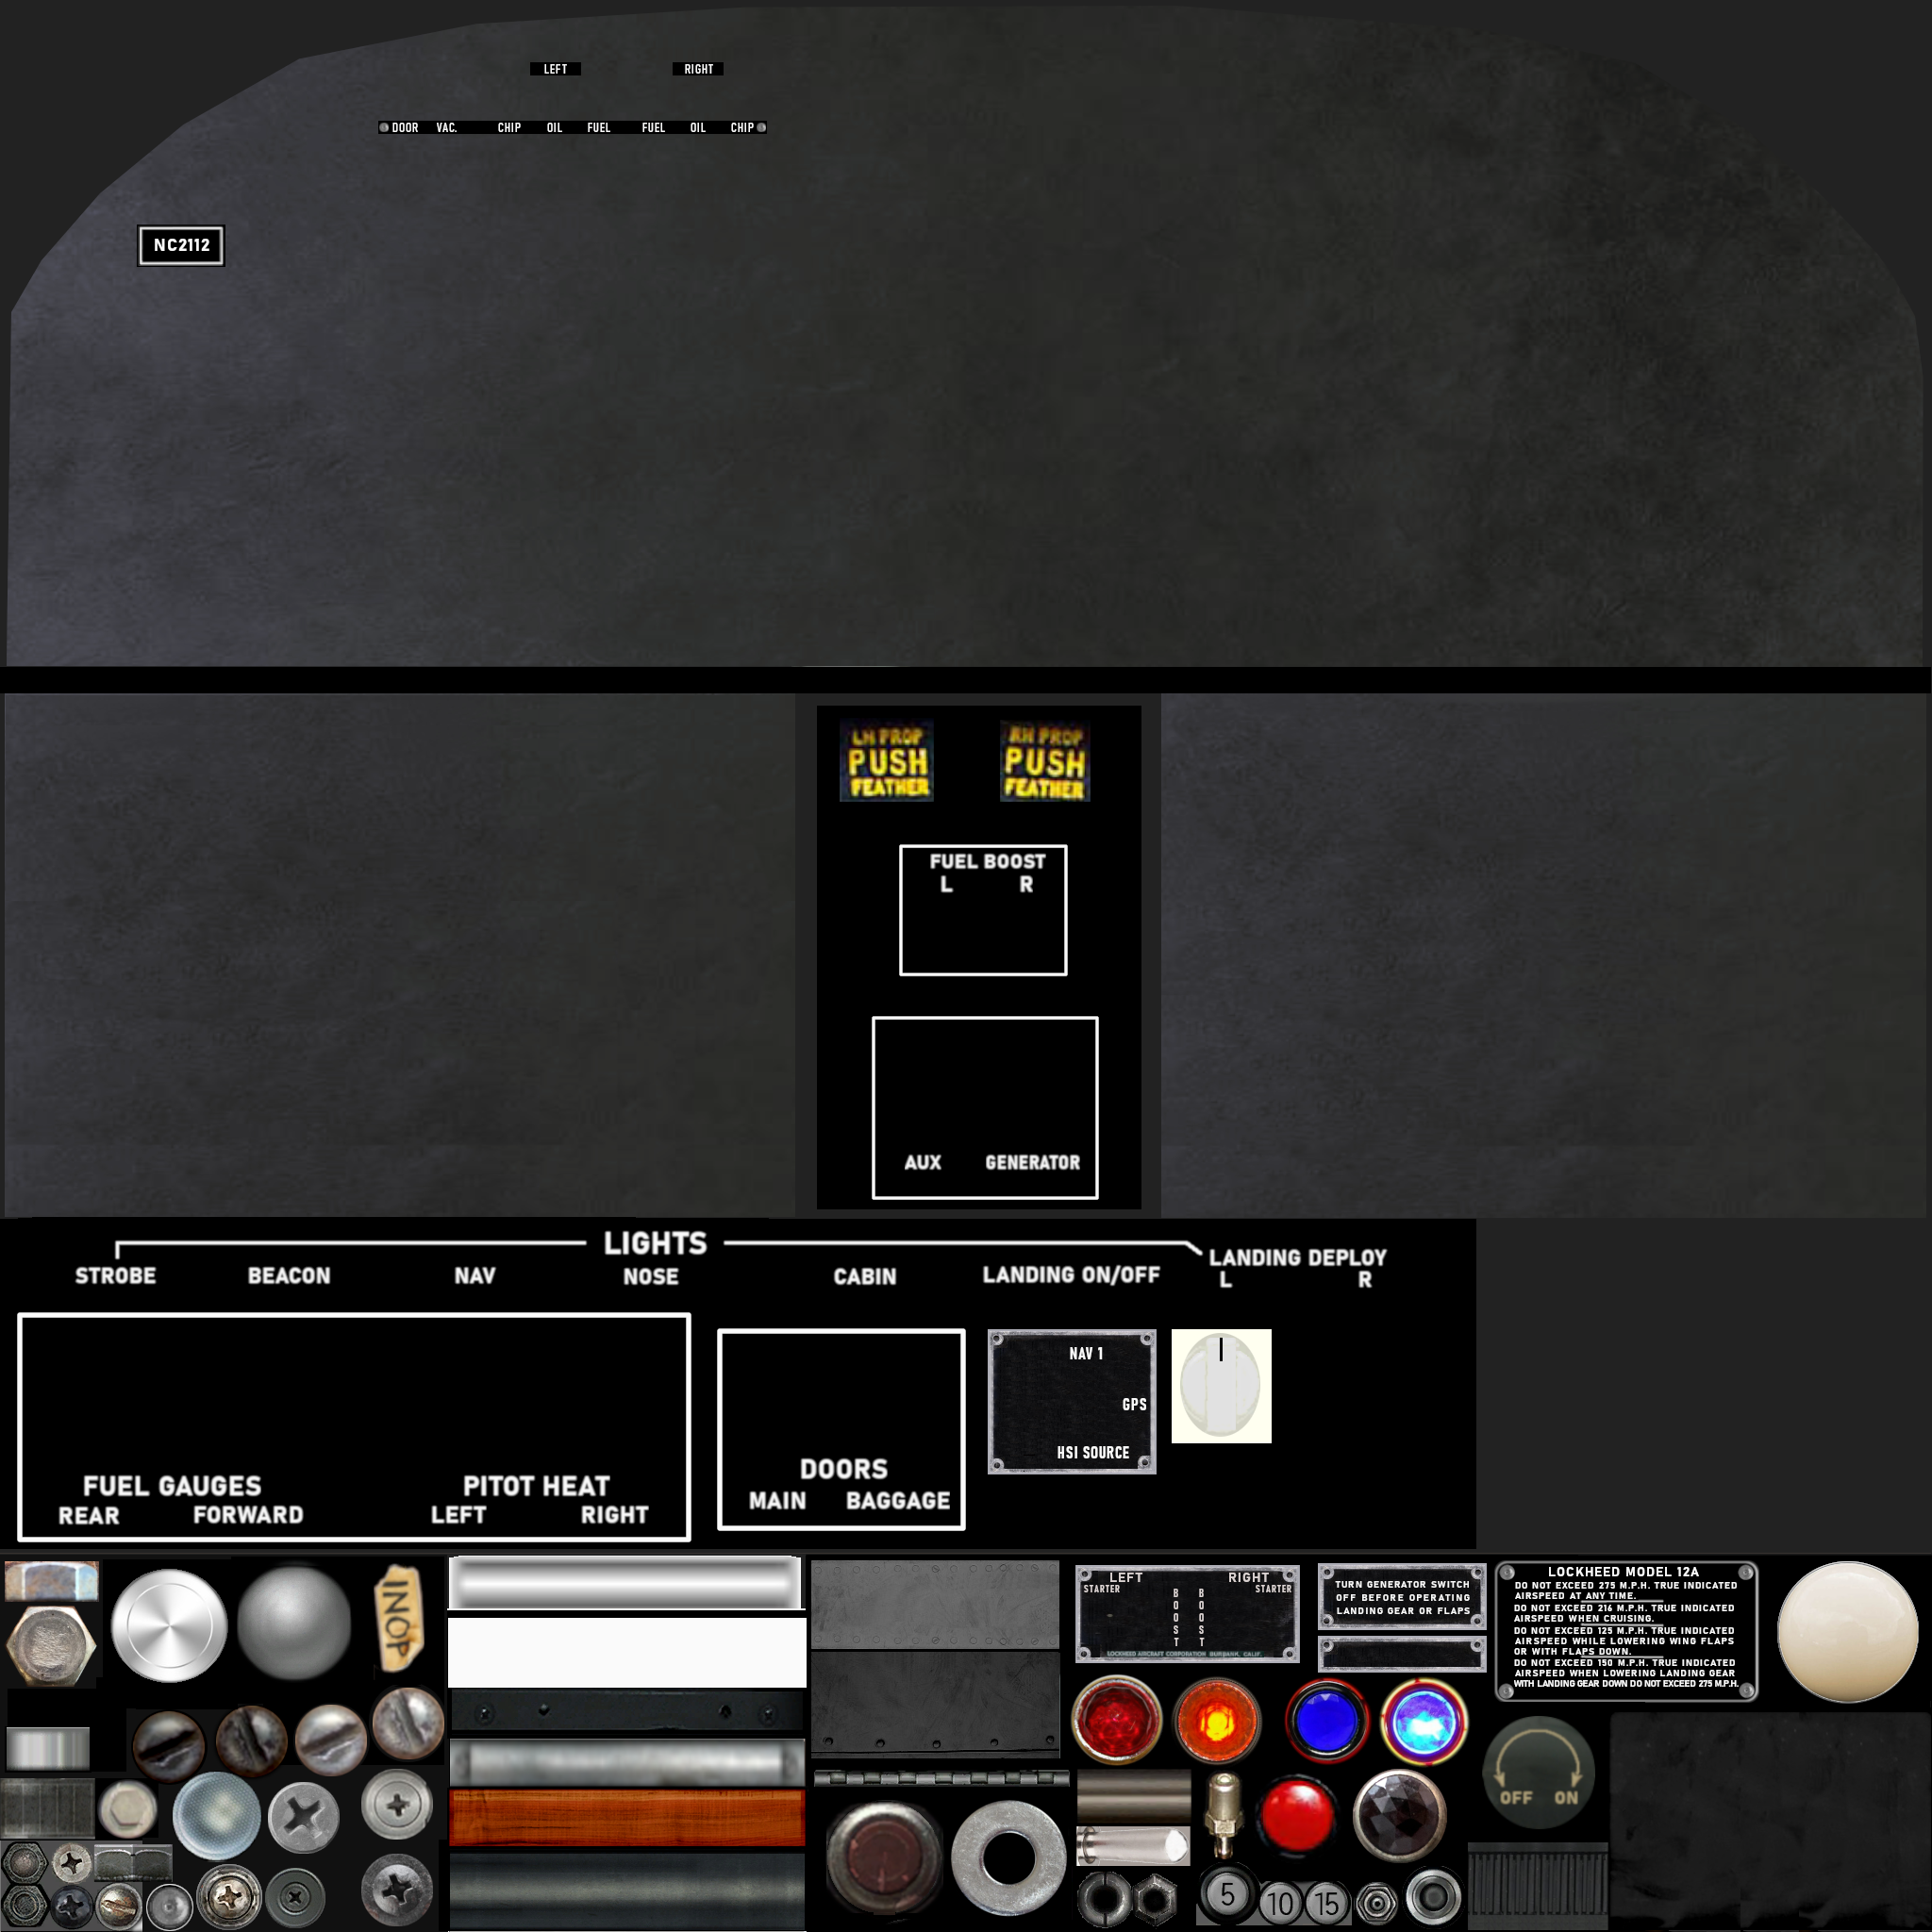 LEFT RIGHT
DOOR VAC. CHIP OIL FUEL FUEL OIL CHIP
NC2112
LH PROP
PUSH
FEATHER
RH PROP
PUSH
FEATHER
FUEL BOOST
L R
AUX GENERATOR
LIGHTS
STROBE BEACON NAV NOSE CABIN LANDING ON/OFF LANDING DEPLOY
L R
FUEL GAUGES
REAR FORWARD
PITOT HEAT
LEFT RIGHT
DOORS
MAIN BAGGAGE
NAV 1
GPS
HSI SOURCE
INOP
LEFT RIGHT
STARTER STARTER
BOOST BOOST
LOCKHEED AIRCRAFT CORPORATION BURBANK, CALIF.
TURN GENERATOR SWITCH
OFF BEFORE OPERATING
LANDING GEAR OR FLAPS
LOCKHEED MODEL 12A
DO NOT EXCEED 275 M.P.H. TRUE INDICATED
AIRSPEED AT ANY TIME.
DO NOT EXCEED 216 M.P.H. TRUE INDICATED
AIRSPEED WHEN CRUISING.
DO NOT EXCEED 125 M.P.H. TRUE INDICATED
AIRSPEED WHILE LOWERING WING FLAPS
OR WITH FLAPS DOWN.
DO NOT EXCEED 150 M.P.H. TRUE INDICATED
AIRSPEED WHEN LOWERING LANDING GEAR
WITH LANDING GEAR DOWN DO NOT EXCEED 275 M.P.H.
OFF ON
5 10 15